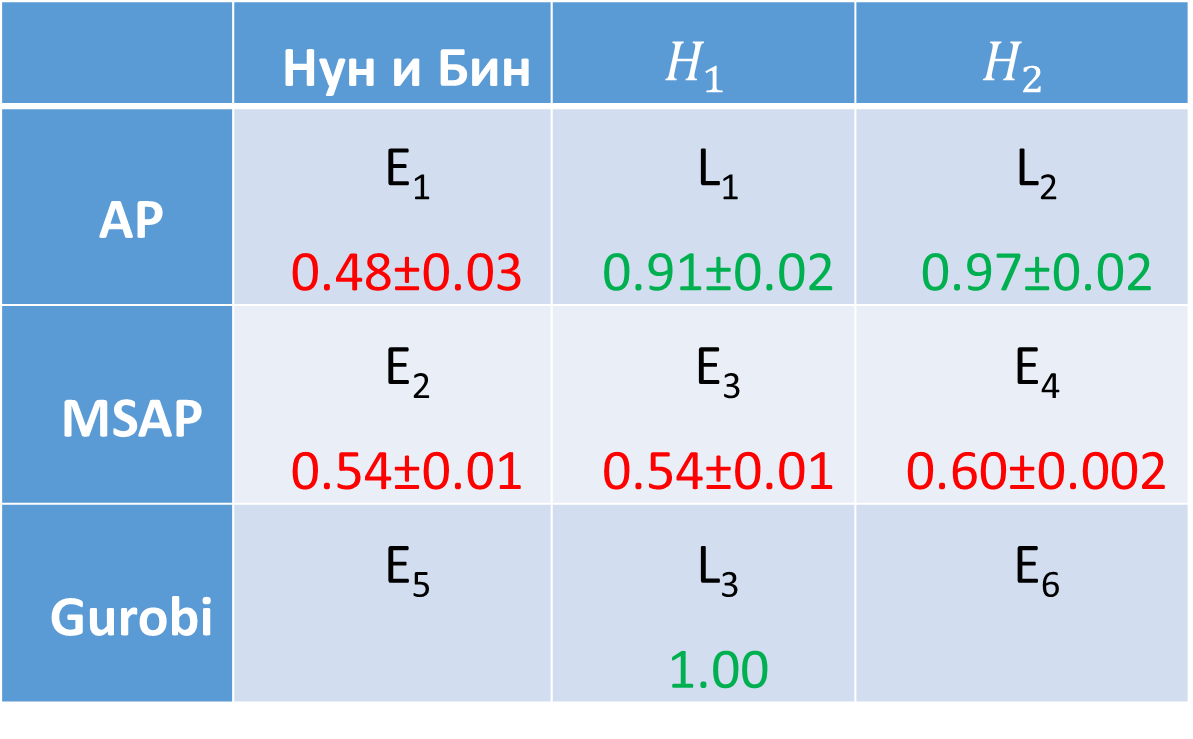 Нун и Бин H₁ H₂
E₁ L₁ L₂
AP
0.48±0.03 0.91±0.02 0.97±0.02
E₂ E₃ E₄
MSAP
0.54±0.01 0.54±0.01 0.60±0.002
E₅ L₃ E₆
Gurobi
1.00